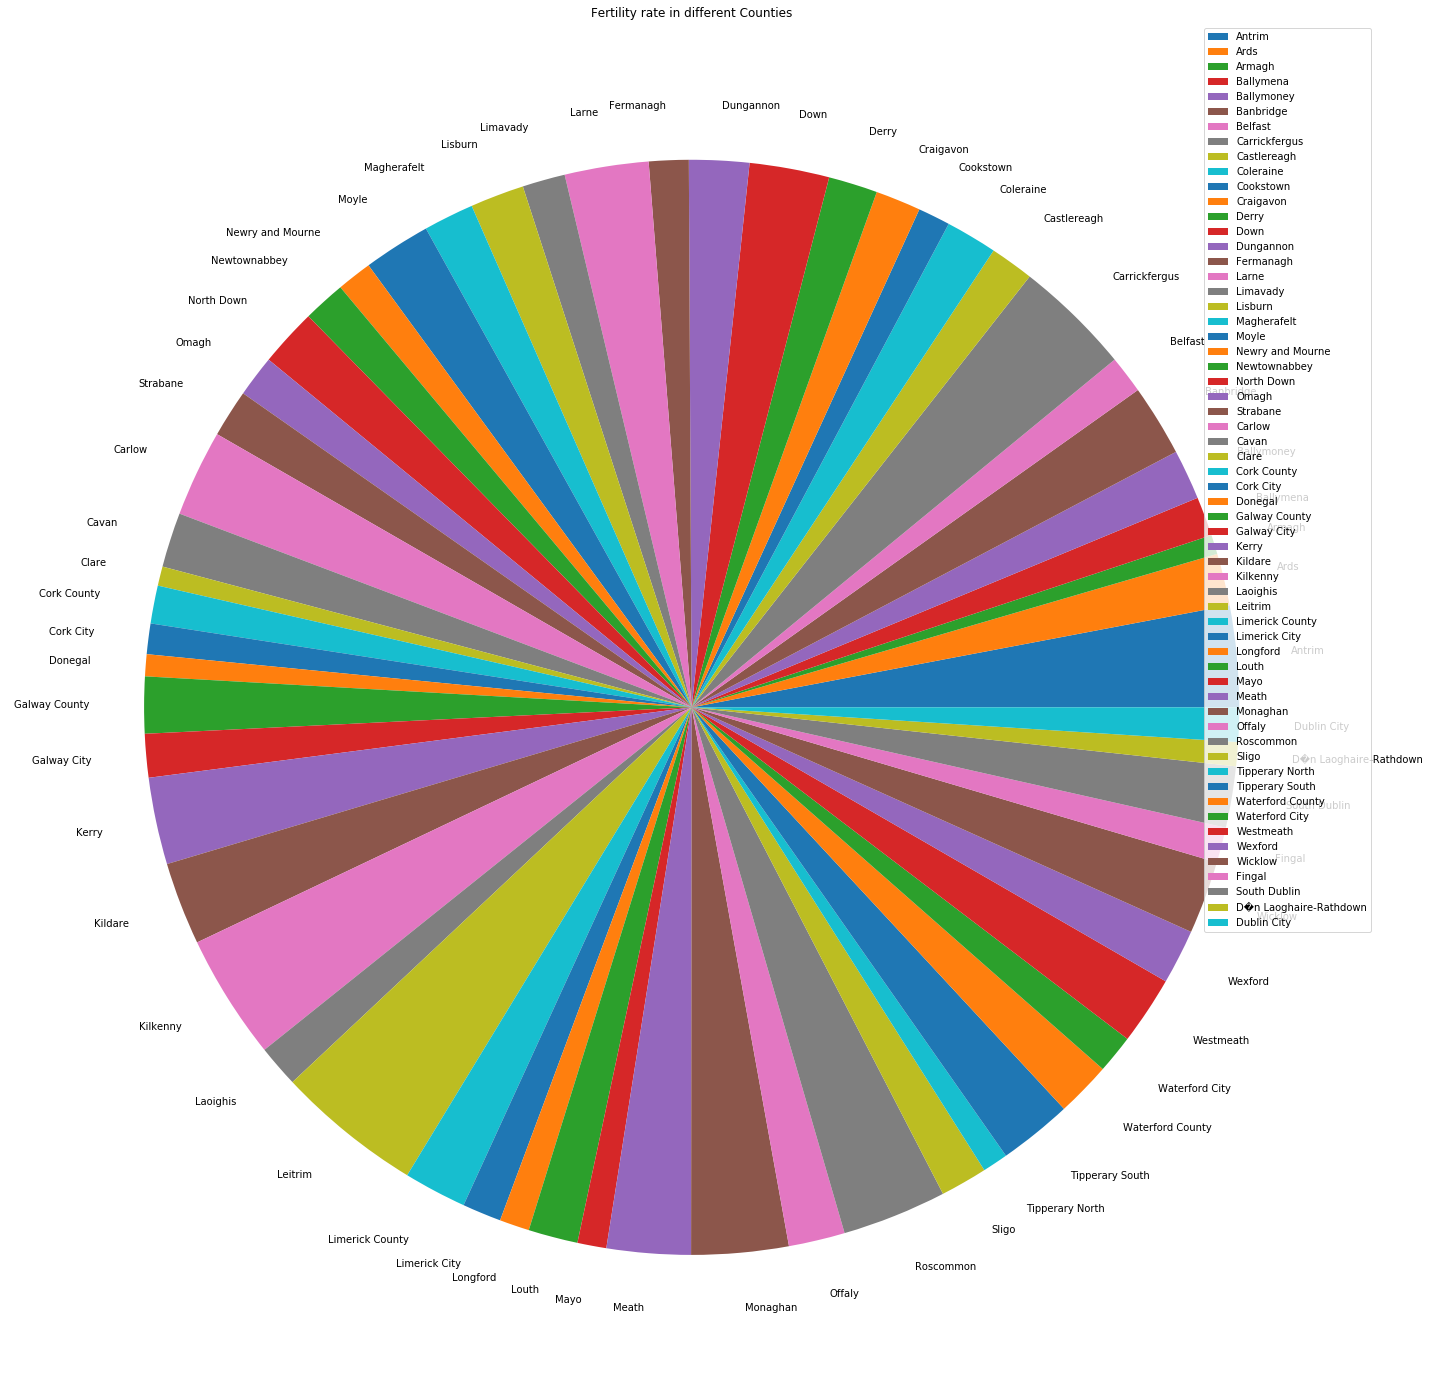 Fertility rate in different Counties
Antrim
Ards
Armagh
Ballymena
Ballymoney
Banbridge
Belfast
Carrickfergus
Castlereagh
Coleraine
Cookstown
Craigavon
Derry
Down
Dungannon
Fermanagh
Larne
Limavady
Lisburn
Magherafelt
Moyle
Newry and Mourne
Newtownabbey
North Down
Omagh
Strabane
Carlow
Cavan
Clare
Cork County
Cork City
Donegal
Galway County
Galway City
Kerry
Kildare
Kilkenny
Laoighis
Leitrim
Limerick County
Limerick City
Longford
Louth
Mayo
Meath
Monaghan
Offaly
Roscommon
Sligo
Tipperary North
Tipperary South
Waterford County
Waterford City
Westmeath
Wexford
Wicklow
Fingal
South Dublin
D�n Laoghaire-Rathdown
Dublin City
Antrim
Ards
Armagh
Ballymena
Ballymoney
Banbridge
Belfast
Carrickfergus
Castlereagh
Coleraine
Cookstown
Craigavon
Derry
Down
Dungannon
Fermanagh
Larne
Limavady
Lisburn
Magherafelt
Moyle
Newry and Mourne
Newtownabbey
North Down
Omagh
Strabane
Carlow
Cavan
Clare
Cork County
Cork City
Donegal
Galway County
Galway City
Kerry
Kildare
Kilkenny
Laoighis
Leitrim
Limerick County
Limerick City
Longford
Louth
Mayo
Meath
Monaghan
Offaly
Roscommon
Sligo
Tipperary North
Tipperary South
Waterford County
Waterford City
Westmeath
Wexford
Wicklow
Fingal
South Dublin
D�n Laoghaire-Rathdown
Dublin City